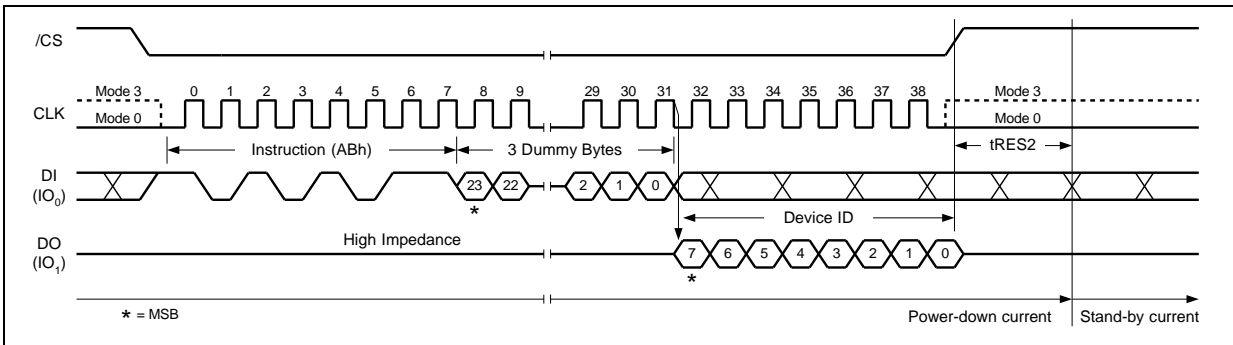 /CS
Mode 3 0 1 2 3 4 5 6 7 8 9 29 30 31 32 33 34 35 36 37 38 Mode 3
CLK
Mode 0 Mode 0
Instruction (ABh) 3 Dummy Bytes tRES2
DI
(IO0)
23 22 2 1 0
*
Device ID
High Impedance
DO
(IO1)
7 6 5 4 3 2 1 0
*
* = MSB
Power-down current Stand-by current